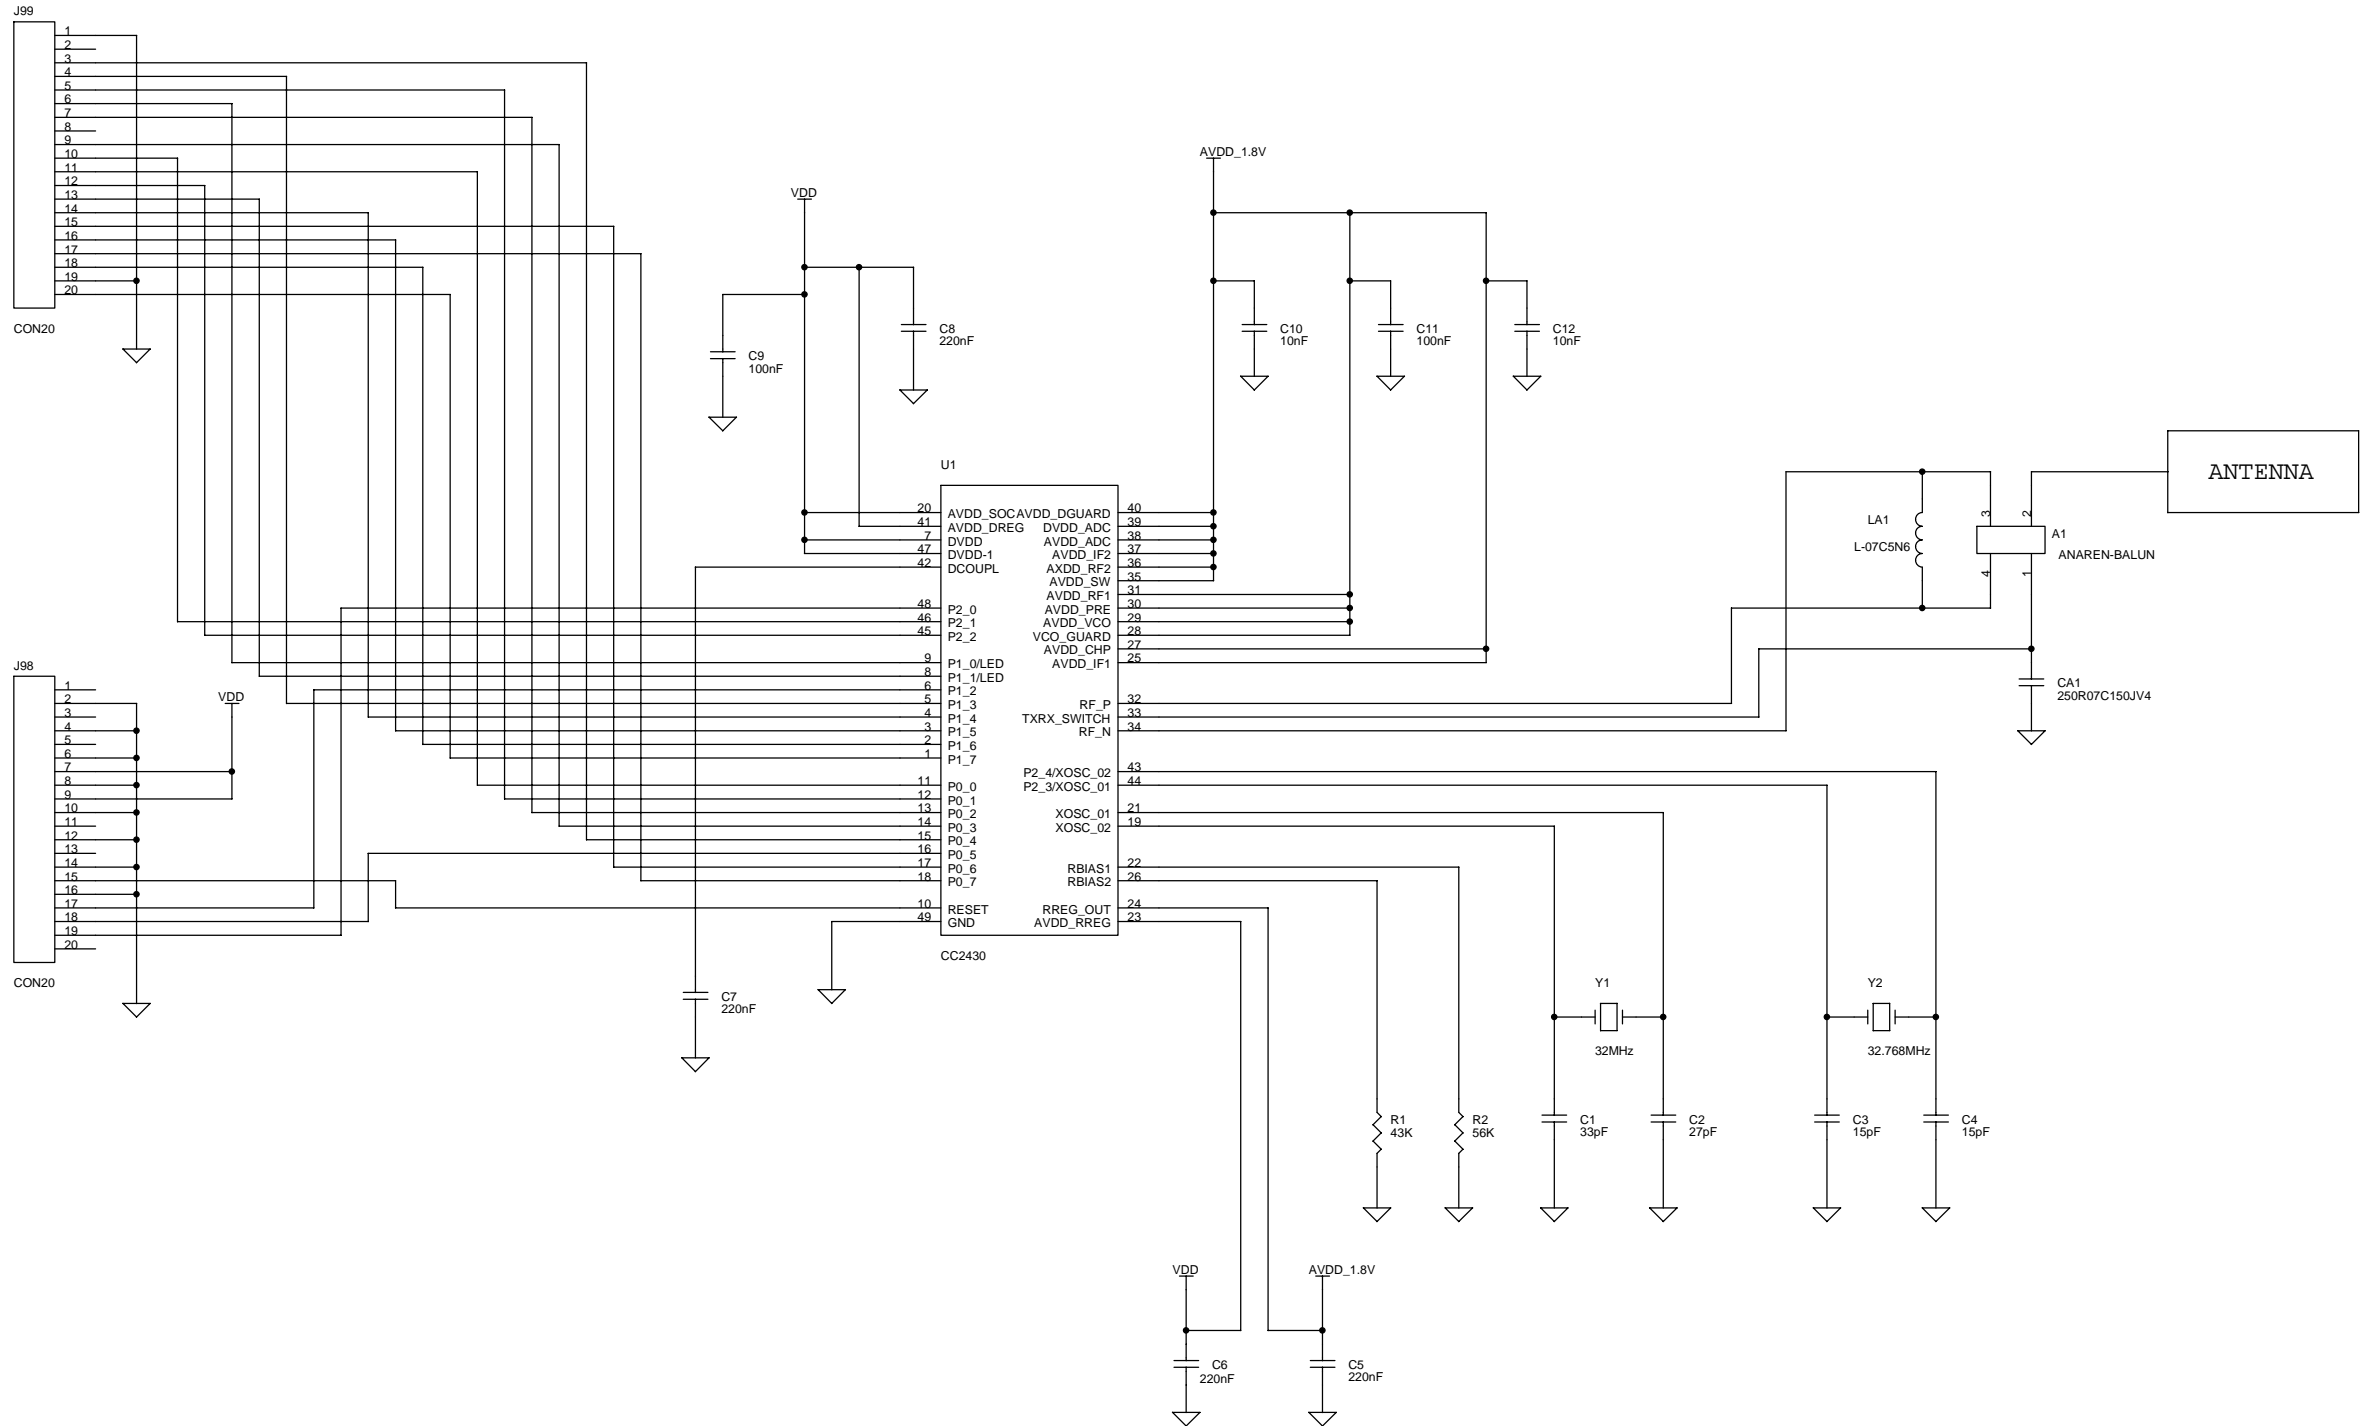 J99
1
2
3
4
5
6
7
8
9
10
11
12
13
14
15
16
17
18
19
20
CON20
VDD
C9
100nF
C8
220nF
AVDD_1.8V
C10
10nF
C11
100nF
C12
10nF
ANTENNA
LA1
L-07C5N6
3
2
4
1
A1
ANAREN-BALUN
CA1
250R07C150JV4
U1
20 AVDD_SOC
41 AVDD_DREG
7 DVDD
47 DVDD-1
42 DCOUPL
48 P2_0
46 P2_1
45 P2_2
9 P1_0/LED
8 P1_1/LED
6 P1_2
5 P1_3
4 P1_4
3 P1_5
2 P1_6
1 P1_7
11 P0_0
12 P0_1
13 P0_2
14 P0_3
15 P0_4
16 P0_5
17 P0_6
18 P0_7
10 RESET
49 GND
AVDD_DGUARD 40
DVDD_ADC 39
AVDD_ADC 38
AVDD_IF2 37
AXDD_RF2 36
AVDD_SW 35
AVDD_RF1 31
AVDD_PRE 30
AVDD_VCO 29
VCO_GUARD 28
AVDD_CHP 27
AVDD_IF1 25
RF_P 32
TXRX_SWITCH 33
RF_N 34
P2_4/XOSC_02 43
P2_3/XOSC_01 44
XOSC_01 21
XOSC_02 19
RBIAS1 22
RBIAS2 26
RREG_OUT 24
AVDD_RREG 23
CC2430
J98
1
2
3
4
5
6
7
8
9
10
11
12
13
14
15
16
17
18
19
20
CON20
VDD
C7
220nF
Y1
32MHz
Y2
32.768MHz
R1
43K
R2
56K
C1
33pF
C2
27pF
C3
15pF
C4
15pF
VDD
C6
220nF
AVDD_1.8V
C5
220nF